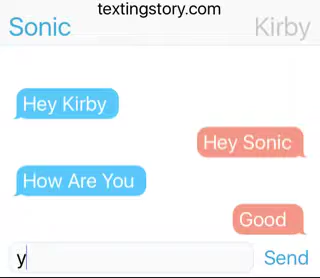 textingstory.com
Sonic Kirby
Hey Kirby
Hey Sonic
How Are You
Good
y Send